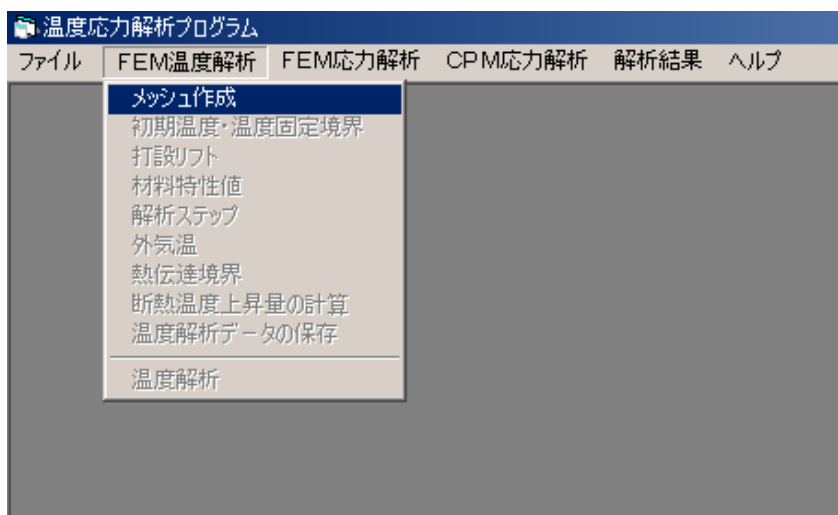 温度応力解析プログラム
ファイル FEM温度解析 FEM応力解析 CPM応力解析 解析結果 ヘルプ
メッシュ作成
初期温度・温度固定境界
打設リフト
材料特性値
解析ステップ
外気温
熱伝達境界
断熱温度上昇量の計算
温度解析データの保存
温度解析